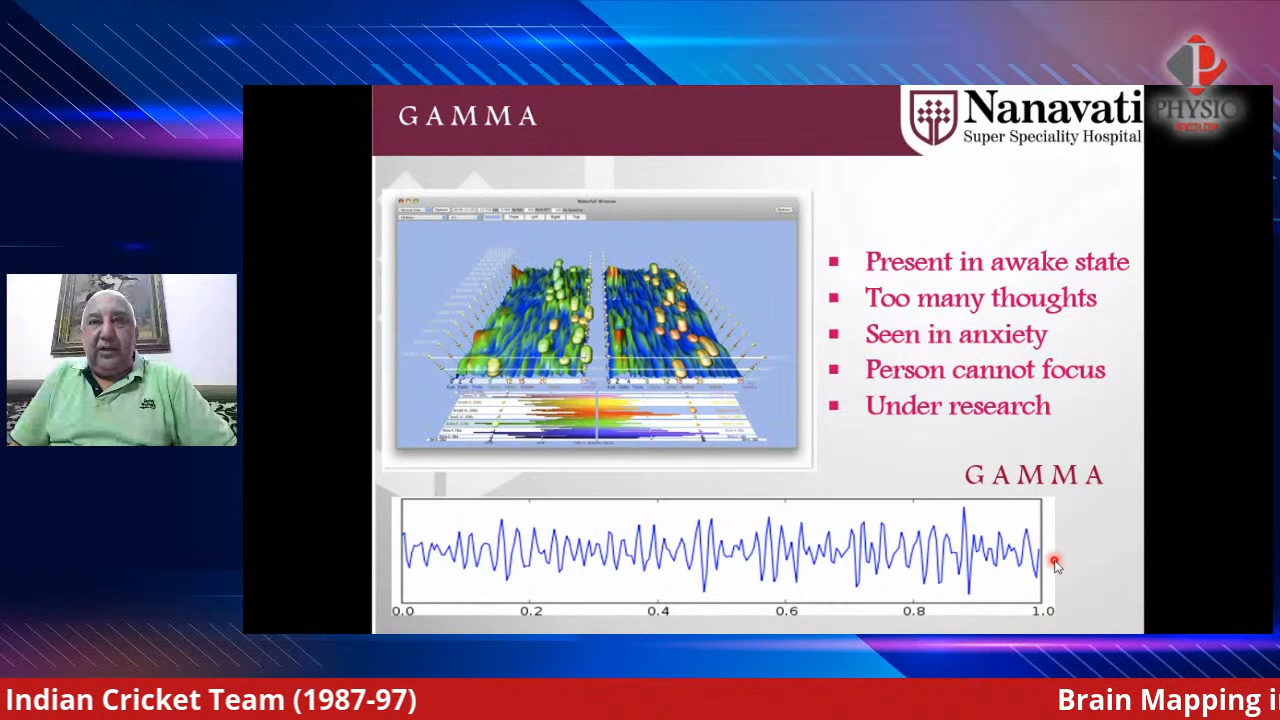 GAMMA
Nanavati
Super Speciality Hospital
P
PHYSIO
Waterfall Window
▪ Present in awake state
▪ Too many thoughts
▪ Seen in anxiety
▪ Person cannot focus
▪ Under research
GAMMA
0.0 0.2 0.4 0.6 0.8 1.0
Indian Cricket Team (1987-97)
Brain Mapping i